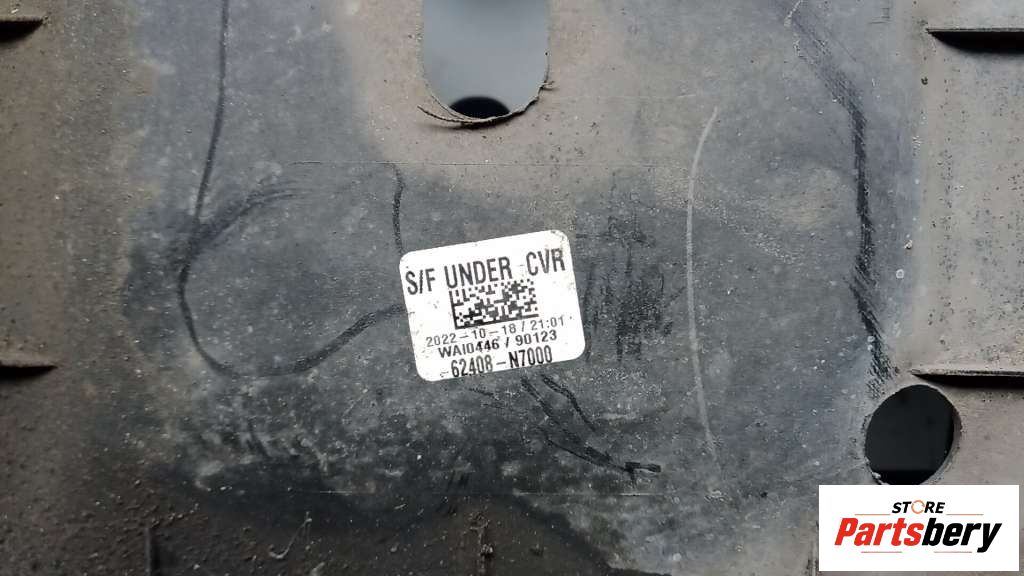 S/F UNDER CVR
2022-10-18 / 21:01
WAI0446 / 90123
62408-N7000
STORE
Partsbery